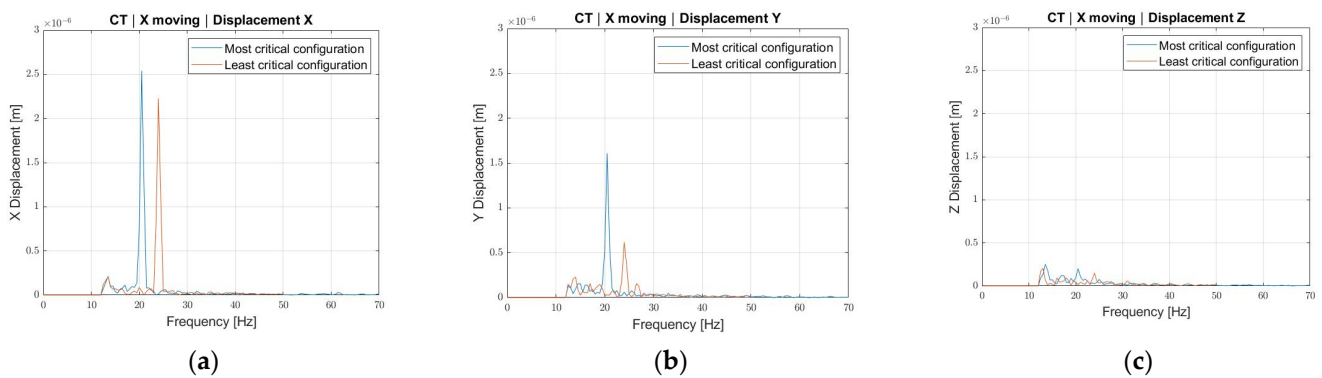 CT | X moving | Displacement X
×10⁻⁶
3
2.5
2
1.5
1
0.5
0
X Displacement [m]
Most critical configuration
Least critical configuration
0 10 20 30 40 50 60 70
Frequency [Hz]
(a)
CT | X moving | Displacement Y
×10⁻⁶
3
2.5
2
1.5
1
0.5
0
Y Displacement [m]
Most critical configuration
Least critical configuration
0 10 20 30 40 50 60 70
Frequency [Hz]
(b)
CT | X moving | Displacement Z
×10⁻⁶
3
2.5
2
1.5
1
0.5
0
Z Displacement [m]
Most critical configuration
Least critical configuration
0 10 20 30 40 50 60 70
Frequency [Hz]
(c)